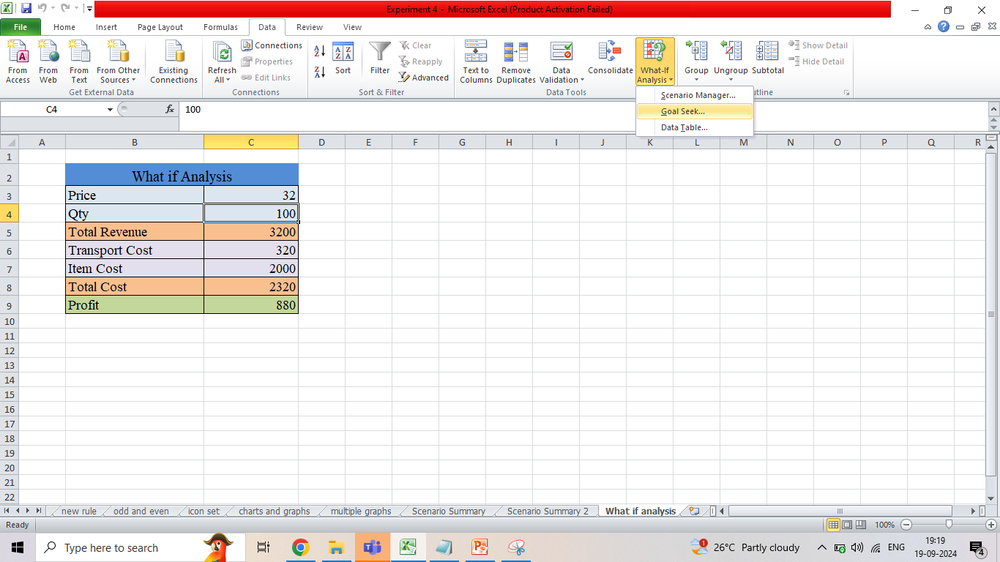 Experiment 4 - Microsoft Excel (Product Activation Failed)
File Home Insert Page Layout Formulas Data Review View
From Access From Web From Text From Other Sources Existing Connections Refresh All Connections Properties Edit Links Sort Filter Clear Reapply Advanced Text to Columns Remove Duplicates Data Validation Consolidate What-If Analysis Group Ungroup Subtotal Show Detail Hide Detail
Get External Data Connections Sort & Filter Data Tools utline
Scenario Manager...
Goal Seek...
Data Table...
C4 fx 100
A B C D E F G H I J K L M N O P Q R
1
2 What if Analysis
3 Price 32
4 Qty 100
5 Total Revenue 3200
6 Transport Cost 320
7 Item Cost 2000
8 Total Cost 2320
9 Profit 880
10
11
12
13
14
15
16
17
18
19
20
21
22
new rule odd and even icon set charts and graphs multiple graphs Scenario Summary Scenario Summary 2 What if analysis
Ready 100%
Type here to search 26°C Partly cloudy ENG 19:19
19-09-2024 4